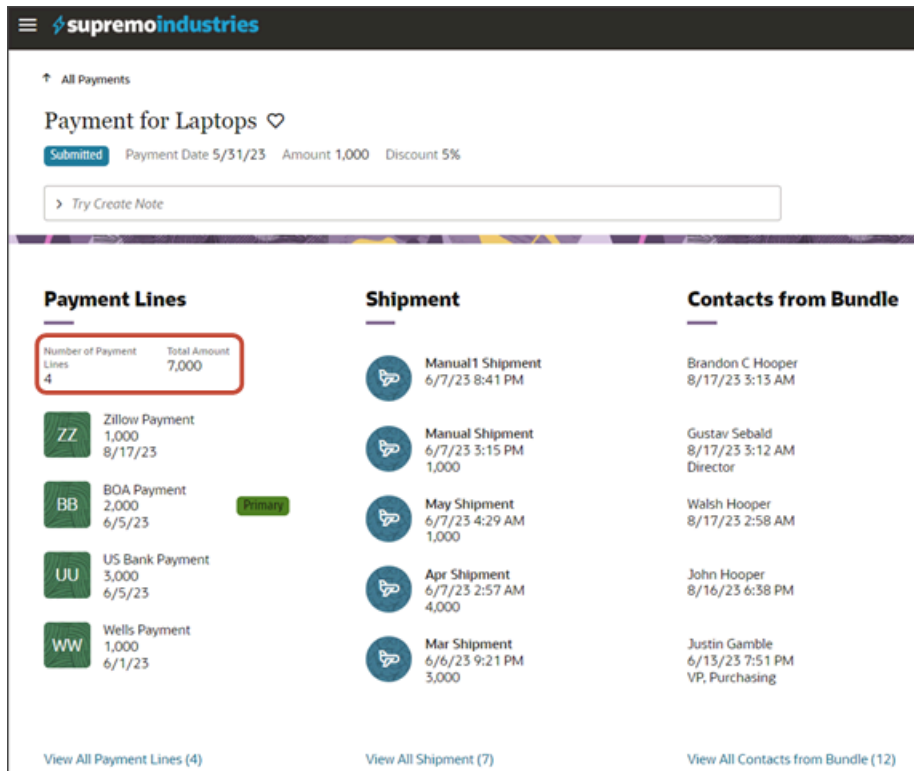 supremoindustries
All Payments
Payment for Laptops
Submitted Payment Date 5/31/23 Amount 1,000 Discount 5%
Try Create Note
Payment Lines
Number of Payment Lines
4
Total Amount
7,000
ZZ
Zillow Payment
1,000
8/17/23
BB
BOA Payment
2,000
6/5/23
Primary
UU
US Bank Payment
3,000
6/5/23
WW
Wells Payment
1,000
6/1/23
View All Payment Lines (4)
Shipment
Manual1 Shipment
6/7/23 8:41 PM
Manual Shipment
6/7/23 3:15 PM
1,000
May Shipment
6/7/23 4:29 AM
1,000
Apr Shipment
6/7/23 2:57 AM
4,000
Mar Shipment
6/6/23 9:21 PM
3,000
View All Shipment (7)
Contacts from Bundle
Brandon C Hooper
8/17/23 3:13 AM
Gustav Sebald
8/17/23 3:12 AM
Director
Walsh Hooper
8/17/23 2:58 AM
John Hooper
8/16/23 6:38 PM
Justin Gamble
6/13/23 7:51 PM
VP, Purchasing
View All Contacts from Bundle (12)